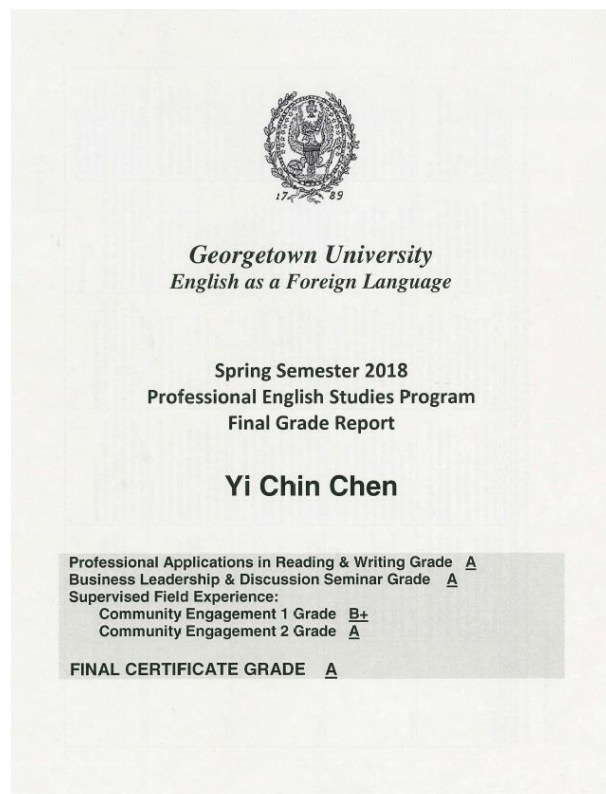 17 89
Georgetown University
English as a Foreign Language
Spring Semester 2018
Professional English Studies Program
Final Grade Report
Yi Chin Chen
Professional Applications in Reading & Writing Grade A
Business Leadership & Discussion Seminar Grade A
Supervised Field Experience:
Community Engagement 1 Grade B+
Community Engagement 2 Grade A
FINAL CERTIFICATE GRADE A